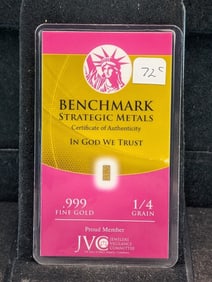 72⁵
BENCHMARK
STRATEGIC METALS
Certificate of Authenticity
IN GOD WE TRUST
.999
FINE GOLD
1/4
GRAIN
Proud Member
JVC
JEWELERS
VIGILANCE
COMMITTEE